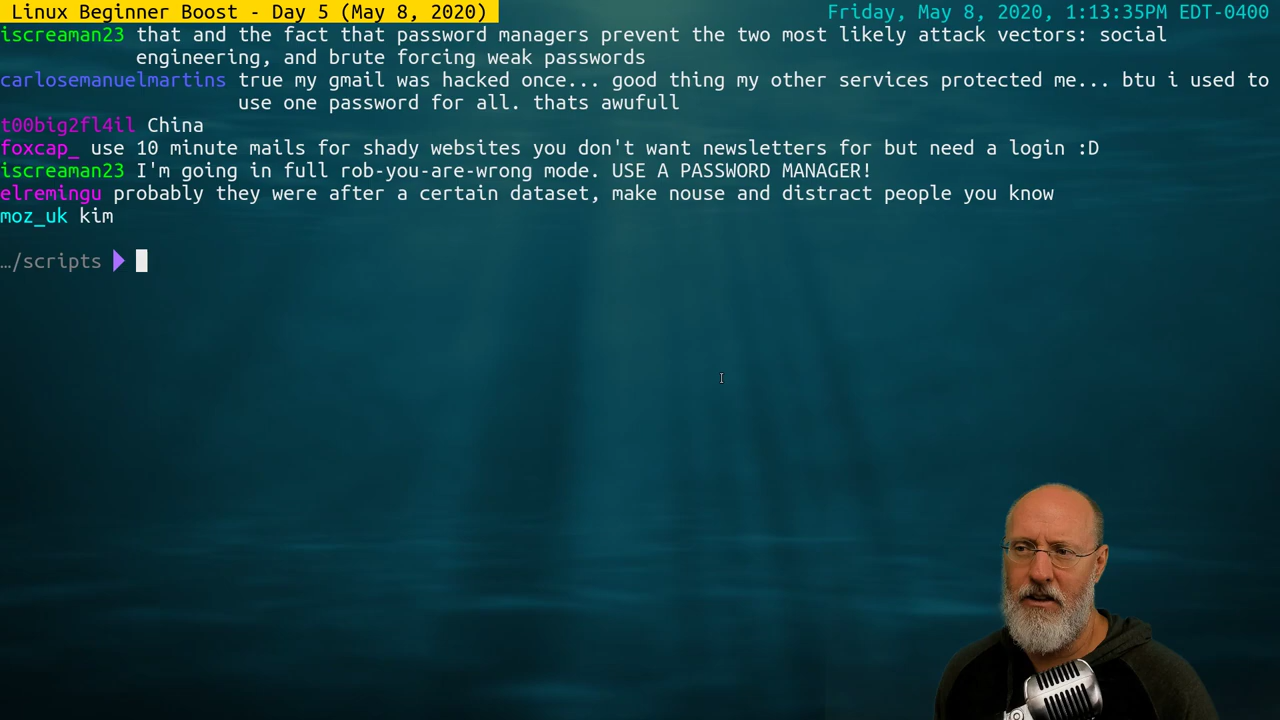 Linux Beginner Boost - Day 5 (May 8, 2020)
Friday, May 8, 2020, 1:13:35PM EDT-0400
iscreaman23 that and the fact that password managers prevent the two most likely attack vectors: social
engineering, and brute forcing weak passwords
carlosemanuelmartins true my gmail was hacked once... good thing my other services protected me... btu i used to
use one password for all. thats awufull
t00big2fl4il China
foxcap_ use 10 minute mails for shady websites you don't want newsletters for but need a login :D
iscreaman23 I'm going in full rob-you-are-wrong mode. USE A PASSWORD MANAGER!
elremingu probably they were after a certain dataset, make nouse and distract people you know
moz_uk kim
…/scripts